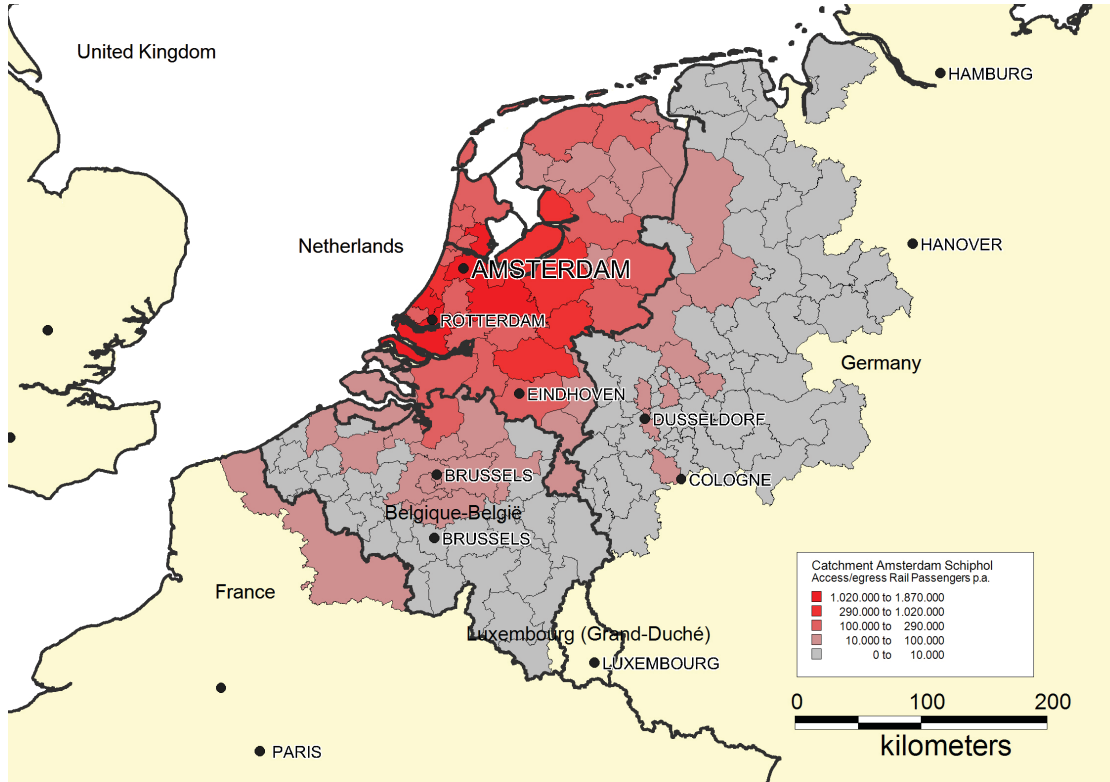 United Kingdom
HAMBURG
Netherlands
HANOVER
AMSTERDAM
ROTTERDAM
Germany
EINDHOVEN
DUSSELDORF
BRUSSELS
COLOGNE
Belgique-België
BRUSSELS
France
Luxembourg (Grand-Duché)
LUXEMBOURG
PARIS
Catchment Amsterdam Schiphol
Access/egress Rail Passengers p.a.
1.020.000 to 1.870.000
290.000 to 1.020.000
100.000 to 290.000
10.000 to 100.000
0 to 10.000
0 100 200
kilometers